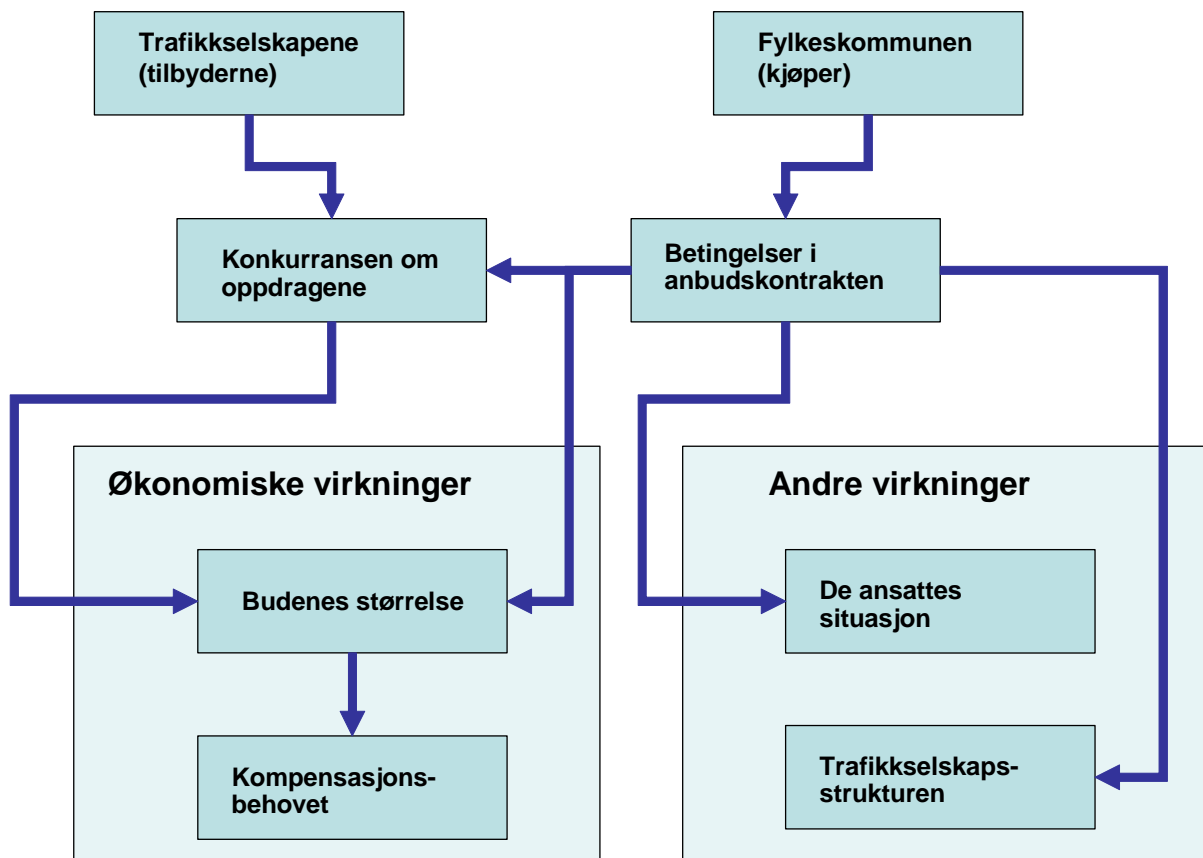 Trafikkselskapene
(tilbyderne)
Fylkeskommunen
(kjøper)
Konkurransen om
oppdragene
Betingelser i
anbudskontrakten
Økonomiske virkninger
Budenes størrelse
Kompensasjons-
behovet
Andre virkninger
De ansattes
situasjon
Trafikkselskaps-
strukturen